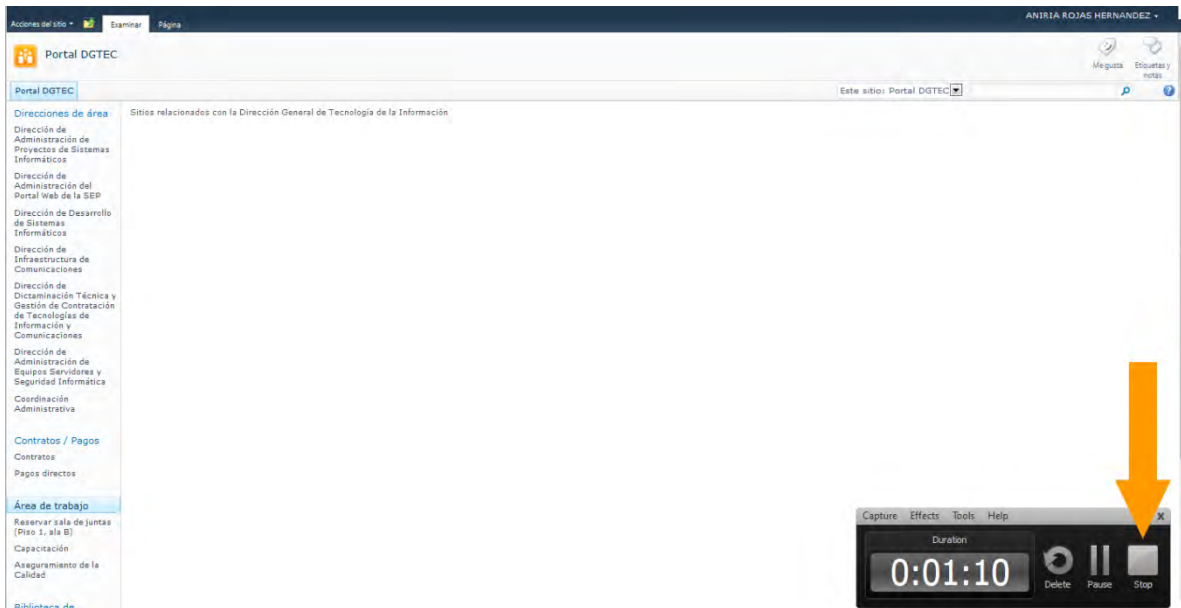 ANIRIA ROJAS HERNANDEZ
Acciones del sitio
Examinar
Página
Portal DGTEC
Me gusta
Etiquetas y
notas
Portal DGTEC
Este sitio: Portal DGTEC
Direcciones de área
Sitios relacionados con la Dirección General de Tecnología de la Información
Dirección de
Administración de
Proyectos de Sistemas
Informáticos
Dirección de
Administración del
Portal Web de la SEP
Dirección de Desarrollo
de Sistemas
Informáticos
Dirección de
Infraestructura de
Comunicaciones
Dirección de
Dictaminación Técnica y
Gestión de Contratación
de Tecnologías de
Información y
Comunicaciones
Dirección de
Administración de
Equipos Servidores y
Seguridad Informática
Coordinación
Administrativa
Contratos / Pagos
Contratos
Pagos directos
Área de trabajo
Reservar sala de juntas
(Piso 1, ala B)
Capacitación
Aseguramiento de la
Calidad
Biblioteca de
Capture Effects Tools Help x
Duration
0:01:10
Delete Pause Stop